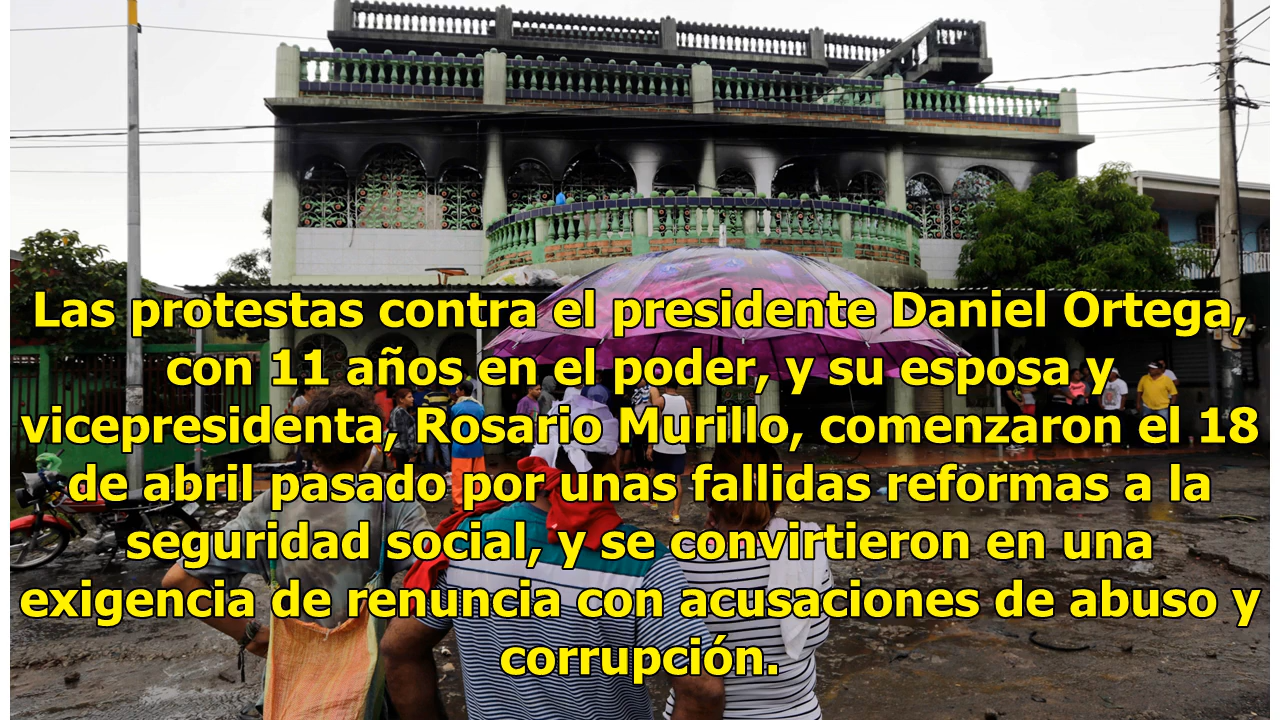 Las protestas contra el presidente Daniel Ortega,
con 11 años en el poder, y su esposa y
vicepresidenta, Rosario Murillo, comenzaron el 18
de abril pasado por unas fallidas reformas a la
seguridad social, y se convirtieron en una
exigencia de renuncia con acusaciones de abuso y
corrupción.